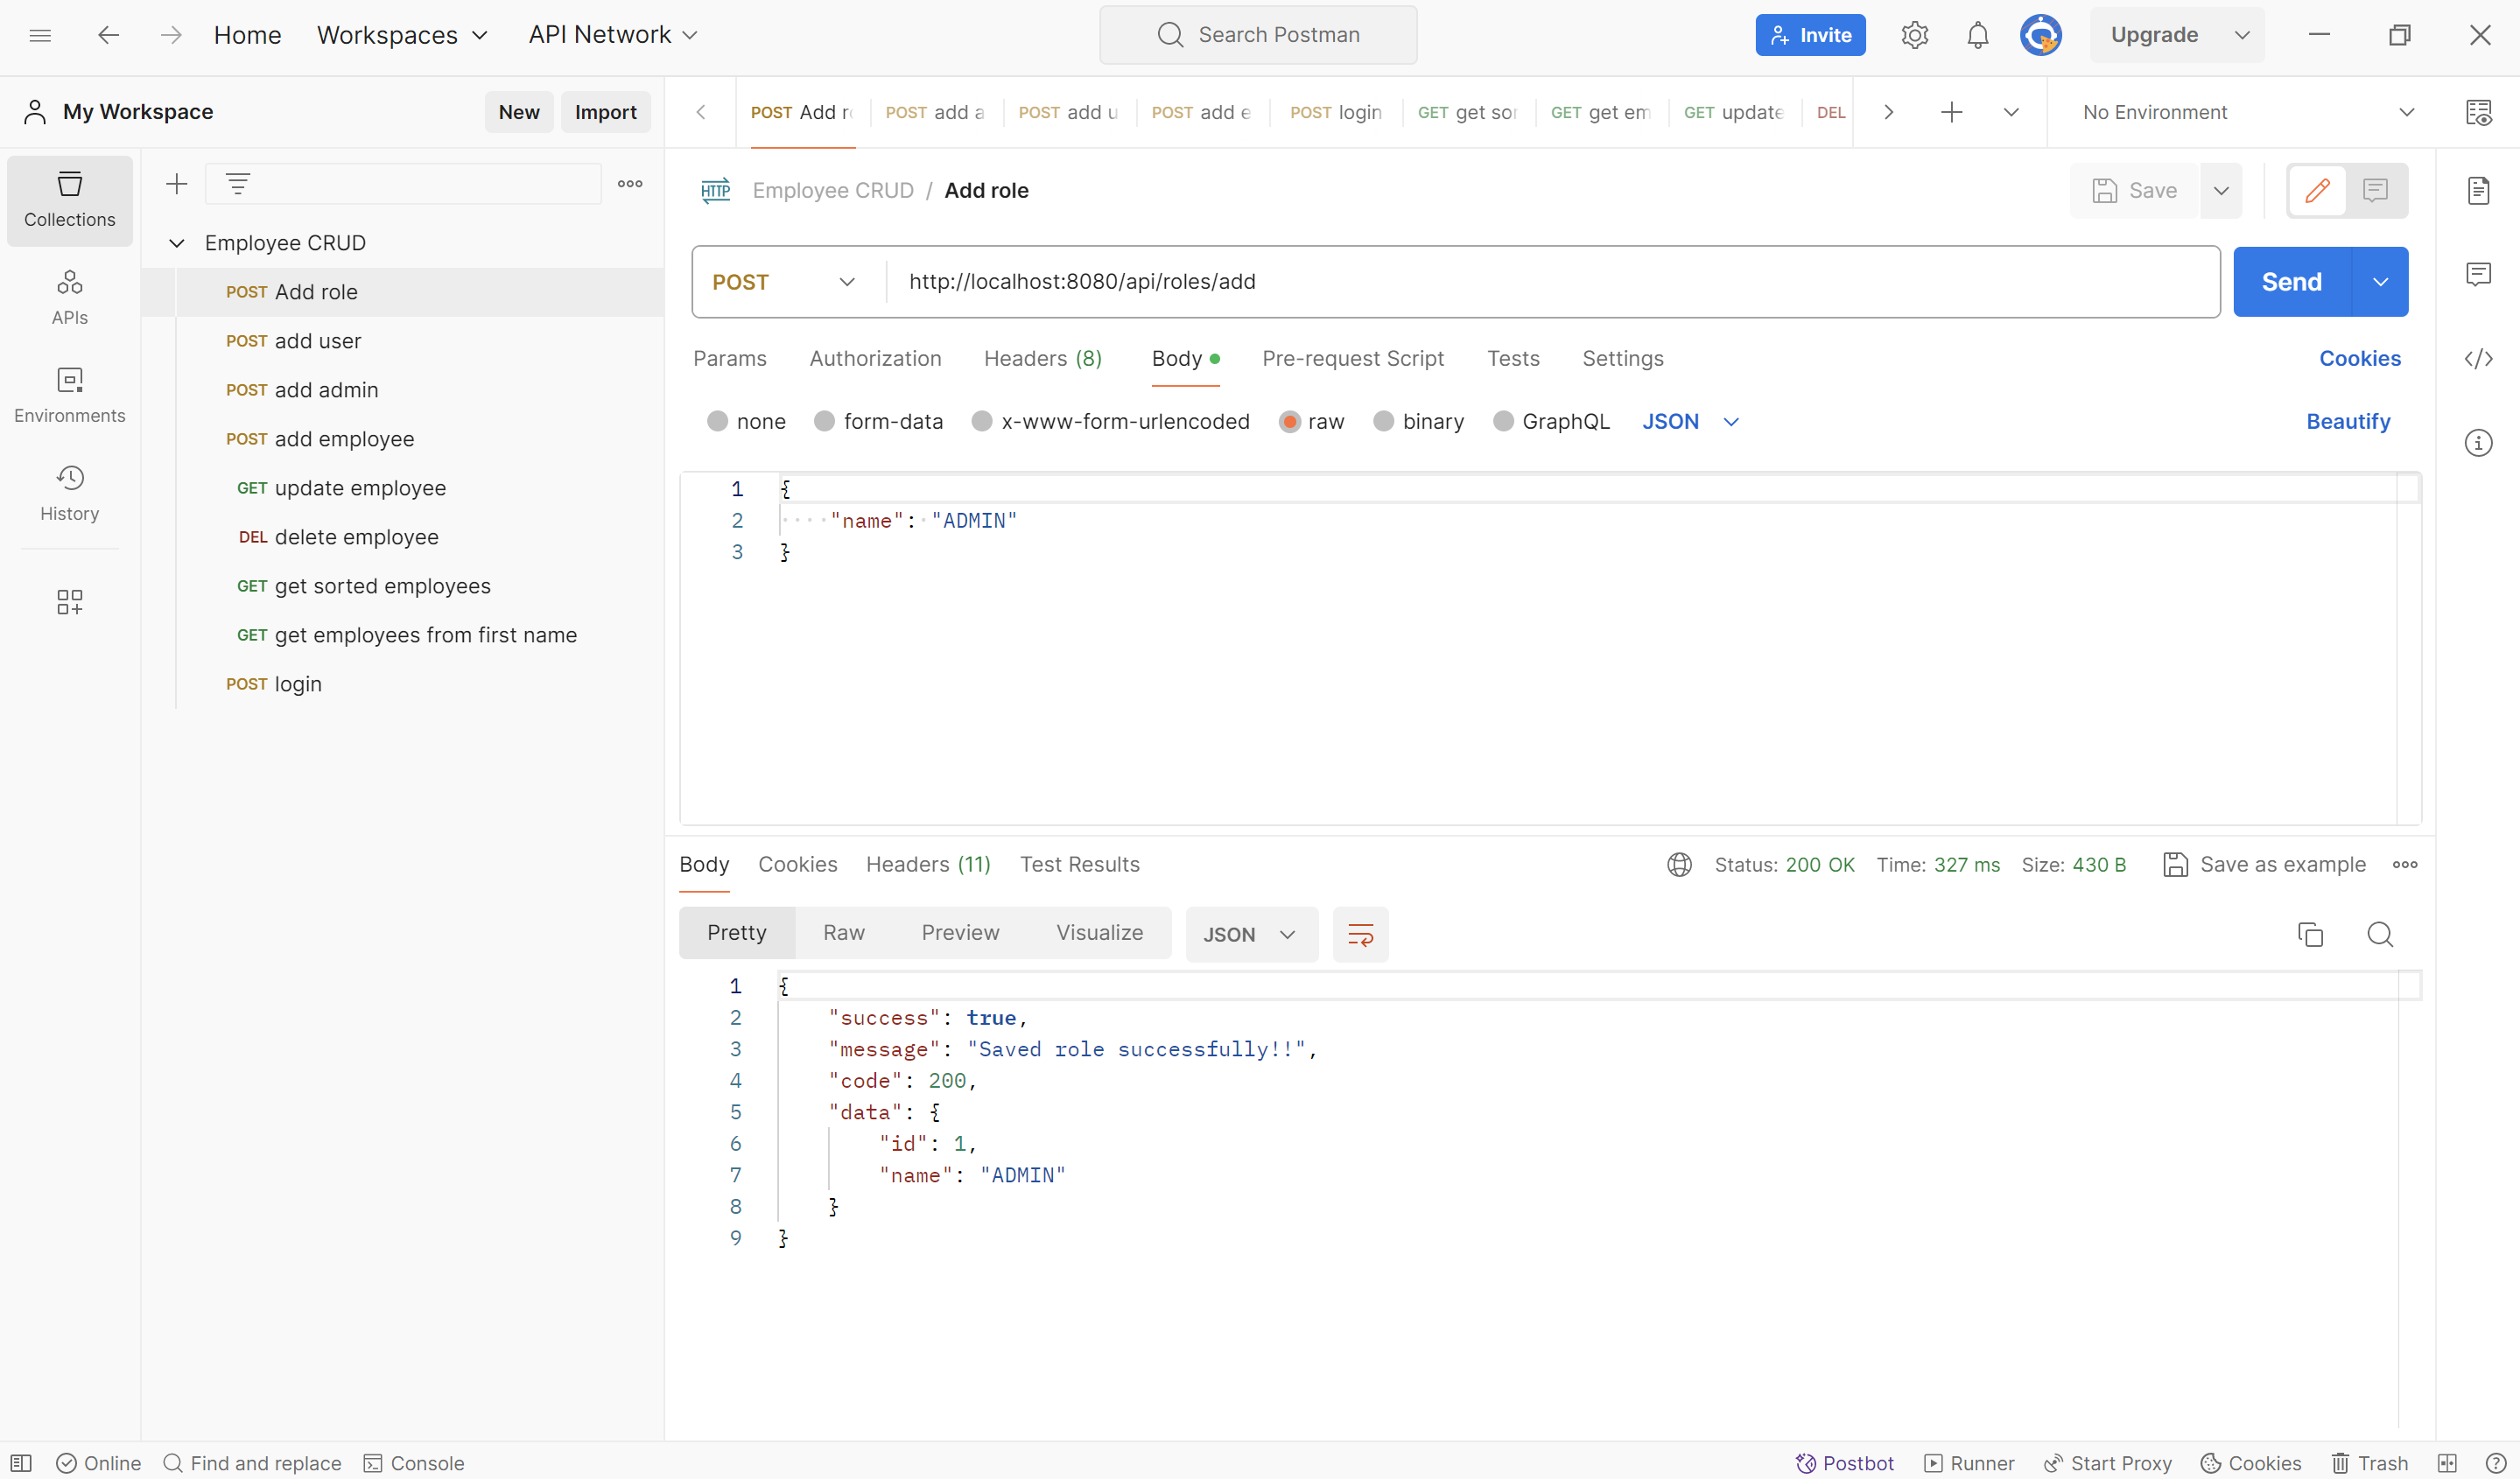 Home Workspaces API Network Search Postman Invite Upgrade
My Workspace New Import POST Add r POST add a POST add u POST add e POST login GET get sor GET get em GET update DEL No Environment
Collections
APIs
Environments
History
Employee CRUD
POST Add role
POST add user
POST add admin
POST add employee
GET update employee
DEL delete employee
GET get sorted employees
GET get employees from first name
POST login
HTTP Employee CRUD / Add role Save
POST http://localhost:8080/api/roles/add Send
Params Authorization Headers (8) Body Pre-request Script Tests Settings Cookies
none form-data x-www-form-urlencoded raw binary GraphQL JSON Beautify
1 {
2 "name": "ADMIN"
3 }
Body Cookies Headers (11) Test Results Status: 200 OK Time: 327 ms Size: 430 B Save as example
Pretty Raw Preview Visualize JSON
1 {
2 "success": true,
3 "message": "Saved role successfully!!",
4 "code": 200,
5 "data": {
6 "id": 1,
7 "name": "ADMIN"
8 }
9 }
Online Find and replace Console Postbot Runner Start Proxy Cookies Trash